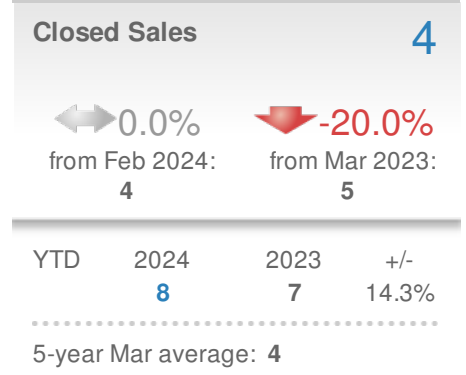 Closed Sales 4
0.0% -20.0%
from Feb 2024: from Mar 2023:
4 5
YTD 2024 2023 +/-
8 7 14.3%
5-year Mar average: 4